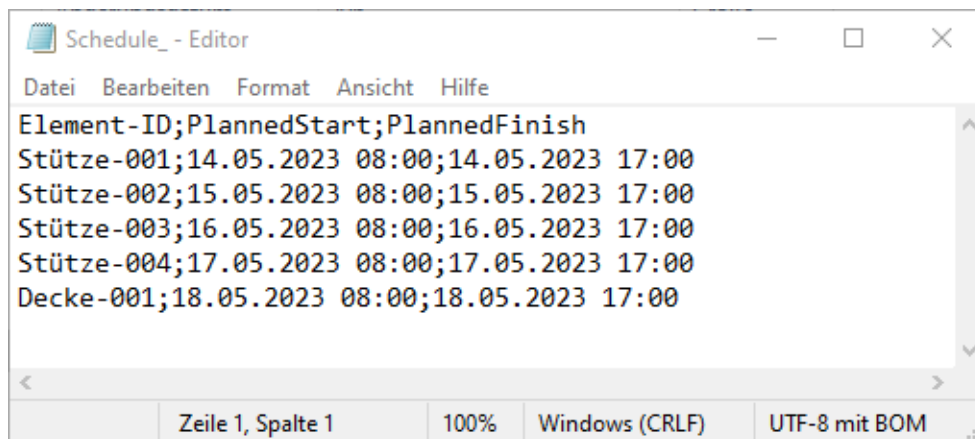 Schedule_ - Editor
Datei Bearbeiten Format Ansicht Hilfe
Element-ID;PlannedStart;PlannedFinish
Stütze-001;14.05.2023 08:00;14.05.2023 17:00
Stütze-002;15.05.2023 08:00;15.05.2023 17:00
Stütze-003;16.05.2023 08:00;16.05.2023 17:00
Stütze-004;17.05.2023 08:00;17.05.2023 17:00
Decke-001;18.05.2023 08:00;18.05.2023 17:00
Zeile 1, Spalte 1 100% Windows (CRLF) UTF-8 mit BOM